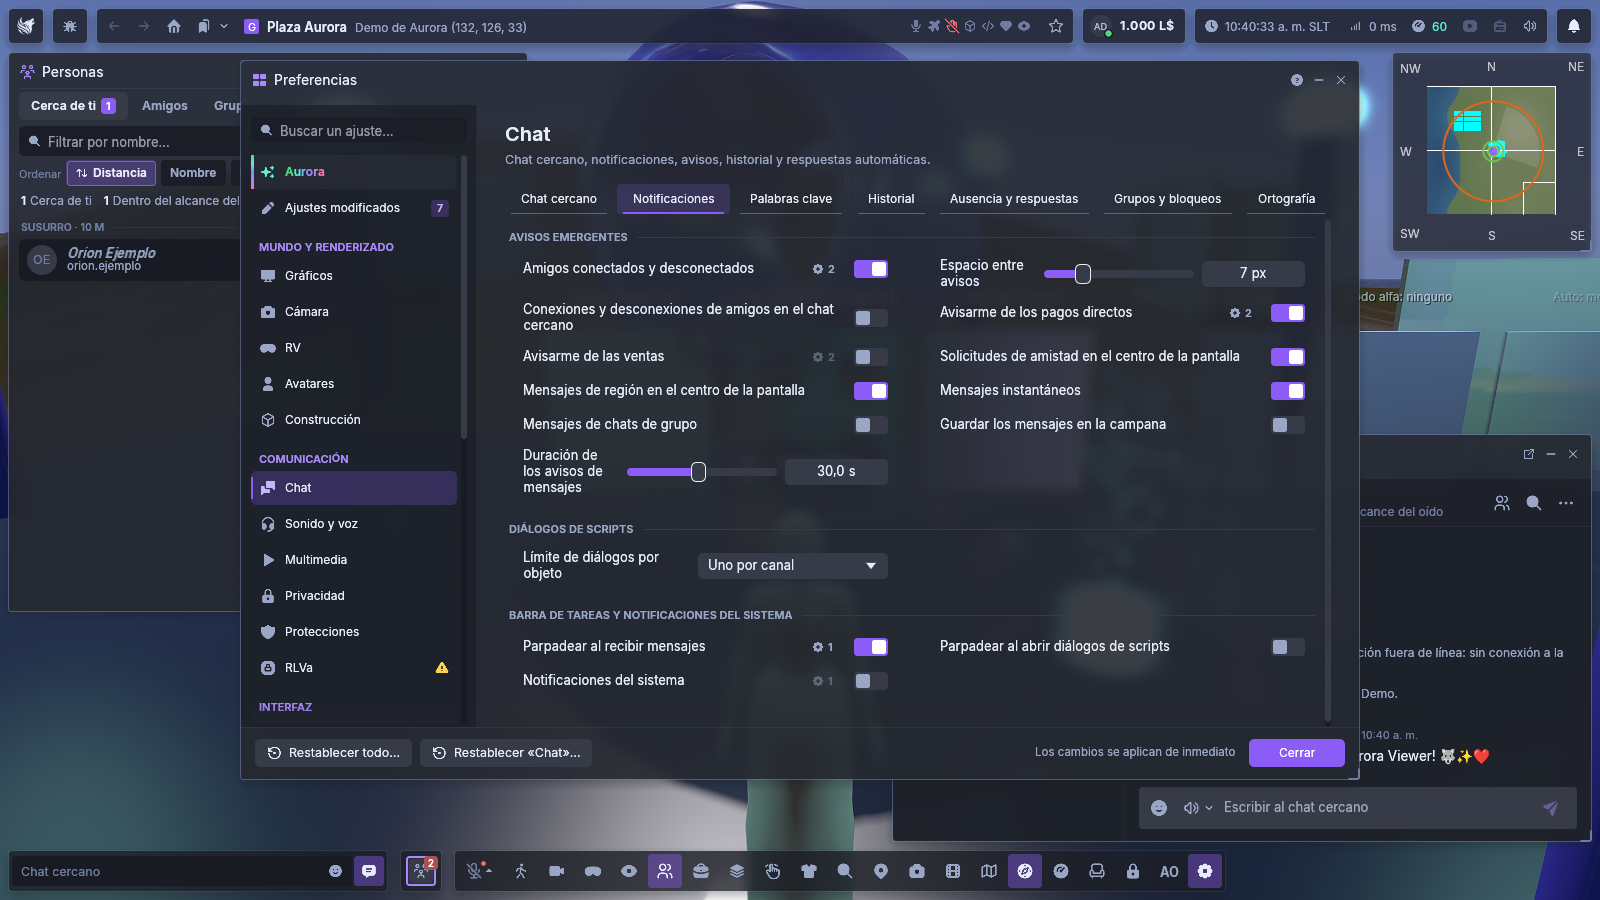 Plaza Aurora Demo de Aurora (132, 126, 33)
AD 1.000 L$
10:40:33 a. m. SLT 0 ms 60
Personas
Cerca de ti 1 Amigos Grup
Filtrar por nombre...
Ordenar Distancia Nombre
1 Cerca de ti 1 Dentro del alcance del
SUSURRO · 10 M
OE Orion Ejemplo
orion.ejemplo
Preferencias
Buscar un ajuste...
Aurora
Ajustes modificados 7
MUNDO Y RENDERIZADO
Gráficos
Cámara
RV
Avatares
Construcción
COMUNICACIÓN
Chat
Sonido y voz
Multimedia
Privacidad
Protecciones
RLVa
INTERFAZ
Chat
Chat cercano, notificaciones, avisos, historial y respuestas automáticas.
Chat cercano Notificaciones Palabras clave Historial Ausencia y respuestas Grupos y bloqueos Ortografía
AVISOS EMERGENTES
Amigos conectados y desconectados 2
Espacio entre avisos 7 px
Conexiones y desconexiones de amigos en el chat cercano
Avisarme de los pagos directos 2
Avisarme de las ventas 2
Solicitudes de amistad en el centro de la pantalla
Mensajes de región en el centro de la pantalla
Mensajes instantáneos
Mensajes de chats de grupo
Guardar los mensajes en la campana
Duración de los avisos de mensajes 30,0 s
DIÁLOGOS DE SCRIPTS
Límite de diálogos por objeto Uno por canal
BARRA DE TAREAS Y NOTIFICACIONES DEL SISTEMA
Parpadear al recibir mensajes 1
Parpadear al abrir diálogos de scripts
Notificaciones del sistema 1
Restablecer todo... Restablecer «Chat»...
Los cambios se aplican de inmediato Cerrar
NW N NE
W E
SW S SE
do alfa: ninguno Auto: m
cance del oído
ción fuera de línea: sin conexión a la
Demo.
10:40 a. m.
rora Viewer! 🐺✨❤️
Escribir al chat cercano
Chat cercano
2
AO